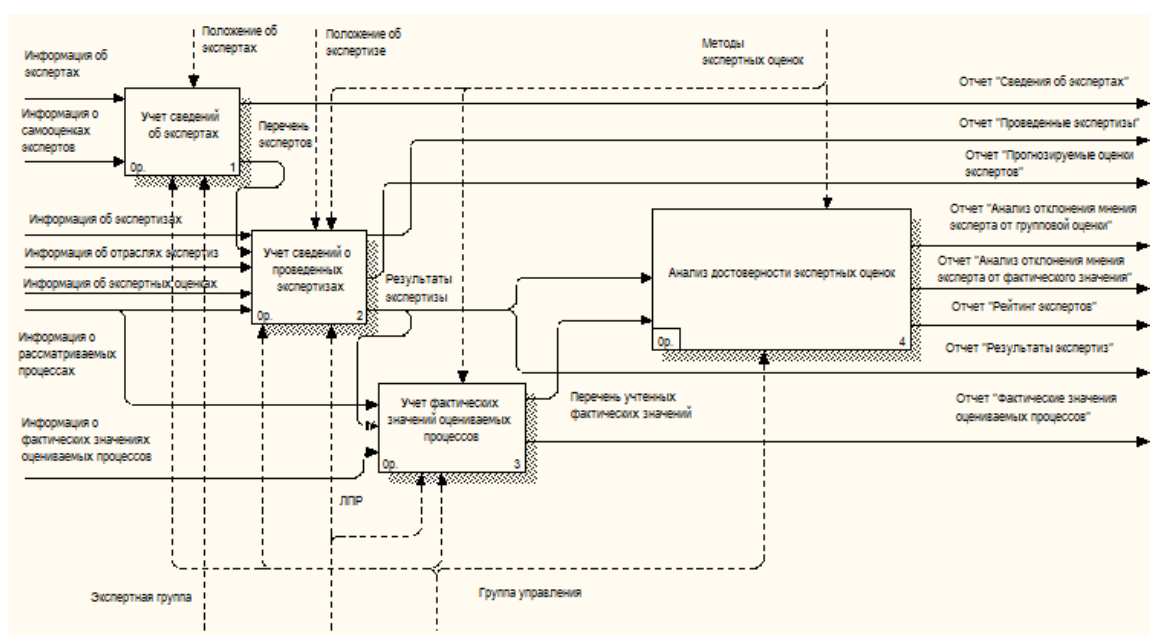 Положение об
экспертах
Положение об
экспертизе
Методы
экспертных оценок
Информация об
экспертах
Информация о
самооценках
экспертов
Учет сведений
об экспертах
0р.
1
Перечень
экспертов
Отчет "Сведения об экспертах"
Отчет "Проведенные экспертизы"
Отчет "Прогнозируемые оценки
экспертов"
Информация об экспертизах
Информация об отраслях экспертиз
Информация об экспертных оценках
Учет сведений о
проведенных
экспертизах
0р.
2
Результаты
экспертизы
Анализ достоверности экспертных оценок
0р.
4
Отчет "Анализ отклонения мнения
эксперта от групповой оценки"
Отчет "Анализ отклонения мнения
эксперта от фактического значения"
Отчет "Рейтинг экспертов"
Отчет "Результаты экспертиз"
Информация о
рассматриваемых
процессах
Информация о
фактических значениях
оцениваемых процессов
Учет фактических
значений оцениваемых
процессов
0р.
3
Перечень учтенных
фактических значений
Отчет "Фактические значения
оцениваемых процессов"
ЛПР
Экспертная группа
Группа управления